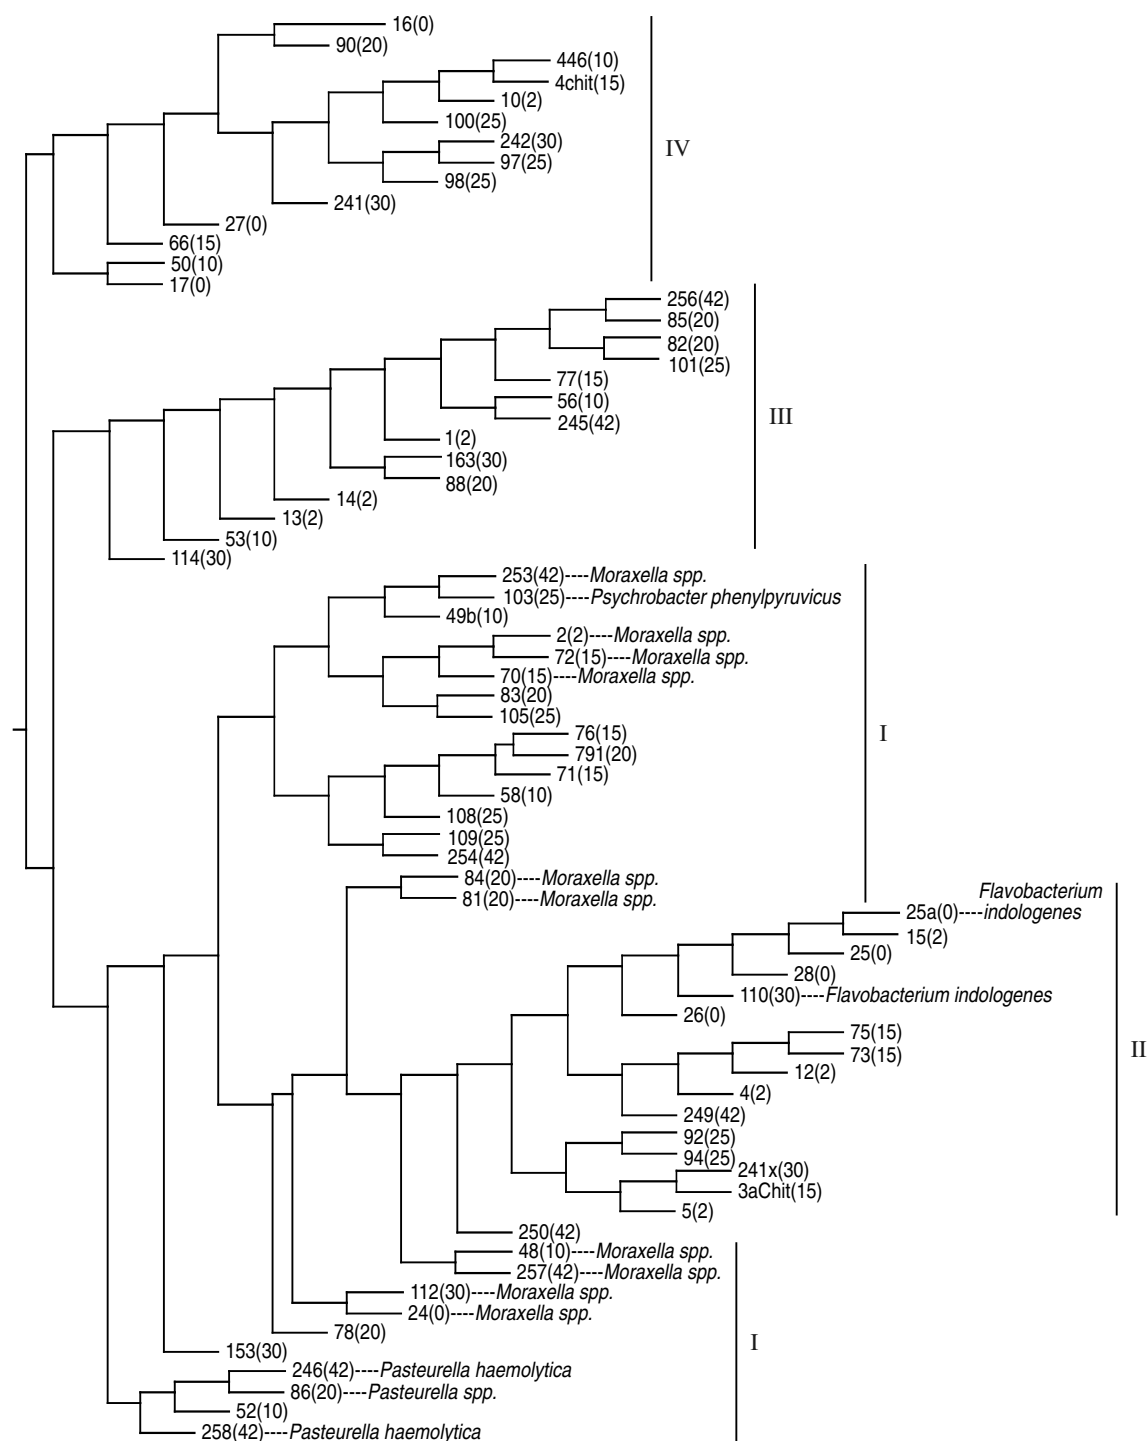 16(0)
90(20)
446(10)
4chit(15)
10(2)
100(25)
242(30)
IV
97(25)
98(25)
241(30)
27(0)
66(15)
50(10)
17(0)
256(42)
85(20)
82(20)
101(25)
77(15)
56(10)
III
245(42)
1(2)
163(30)
88(20)
14(2)
13(2)
53(10)
114(30)
253(42)----Moraxella spp.
103(25)----Psychrobacter phenylpyruvicus
49b(10)
2(2)----Moraxella spp.
72(15)----Moraxella spp.
70(15)----Moraxella spp.
83(20)
105(25)
I
76(15)
791(20)
71(15)
58(10)
108(25)
109(25)
254(42)
84(20)----Moraxella spp.
81(20)----Moraxella spp.
Flavobacterium
25a(0)----indologenes
15(2)
25(0)
28(0)
110(30)----Flavobacterium indologenes
26(0)
75(15)
II
73(15)
12(2)
4(2)
249(42)
92(25)
94(25)
241x(30)
3aChit(15)
5(2)
250(42)
48(10)----Moraxella spp.
257(42)----Moraxella spp.
112(30)----Moraxella spp.
24(0)----Moraxella spp.
78(20)
I
153(30)
246(42)----Pasteurella haemolytica
86(20)----Pasteurella spp.
52(10)
258(42)----Pasteurella haemolytica